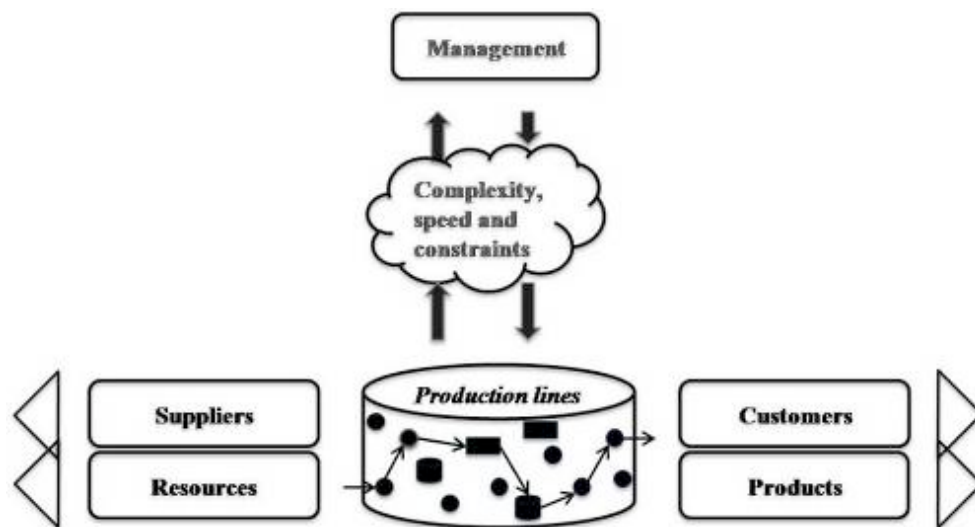 Management
Complexity,
speed and
constraints
Production lines
Suppliers
Customers
Resources
Products